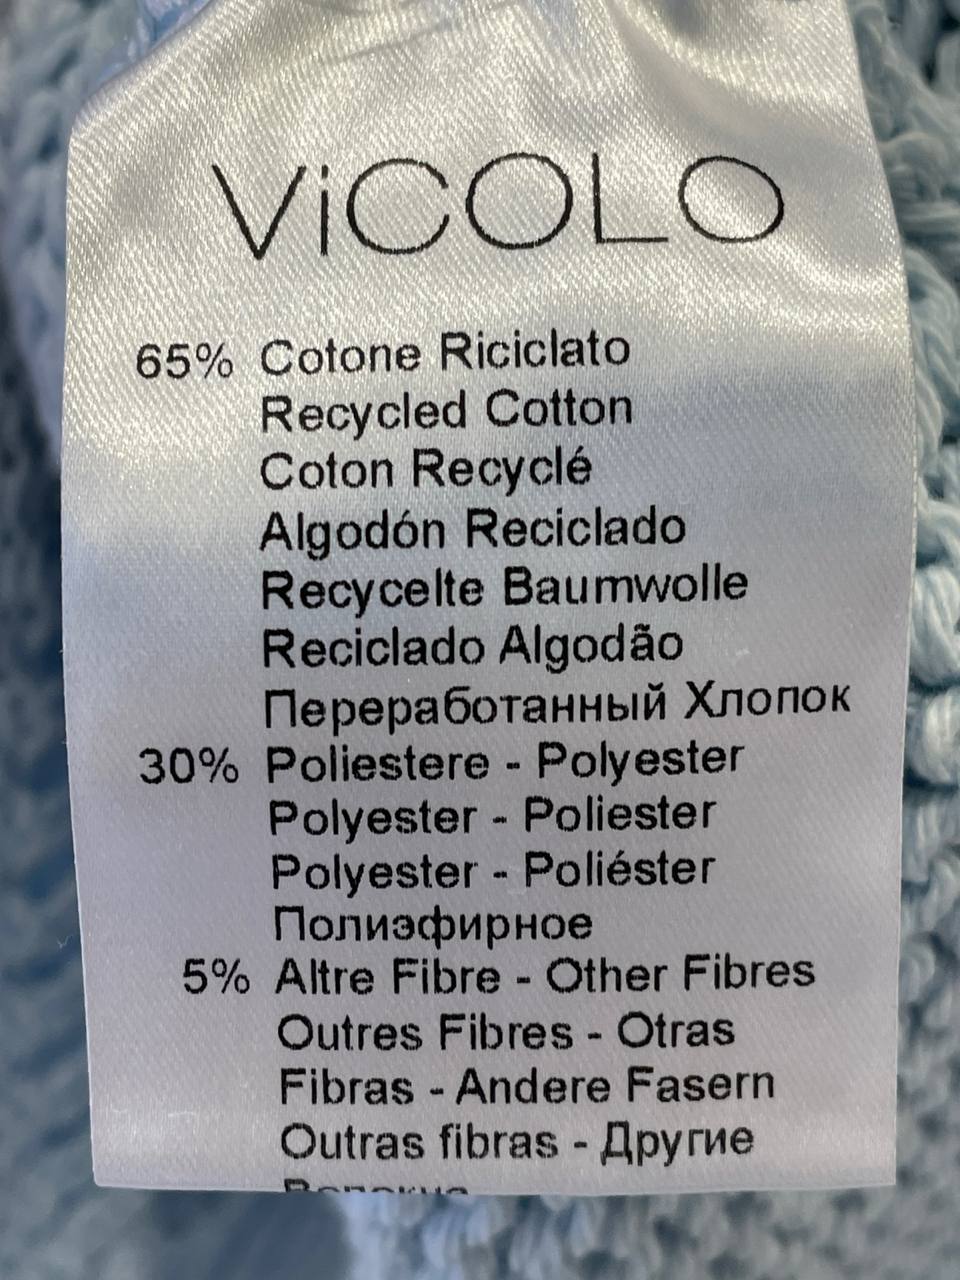 ViCOLO
65% Cotone Riciclato
Recycled Cotton
Coton Recyclé
Algodón Reciclado
Recycelte Baumwolle
Reciclado Algodão
Переработанный Хлопок
30% Poliestere - Polyester
Polyester - Poliester
Polyester - Poliéster
Полиэфирное
5% Altre Fibre - Other Fibres
Outres Fibres - Otras
Fibras - Andere Fasern
Outras fibras - Другие